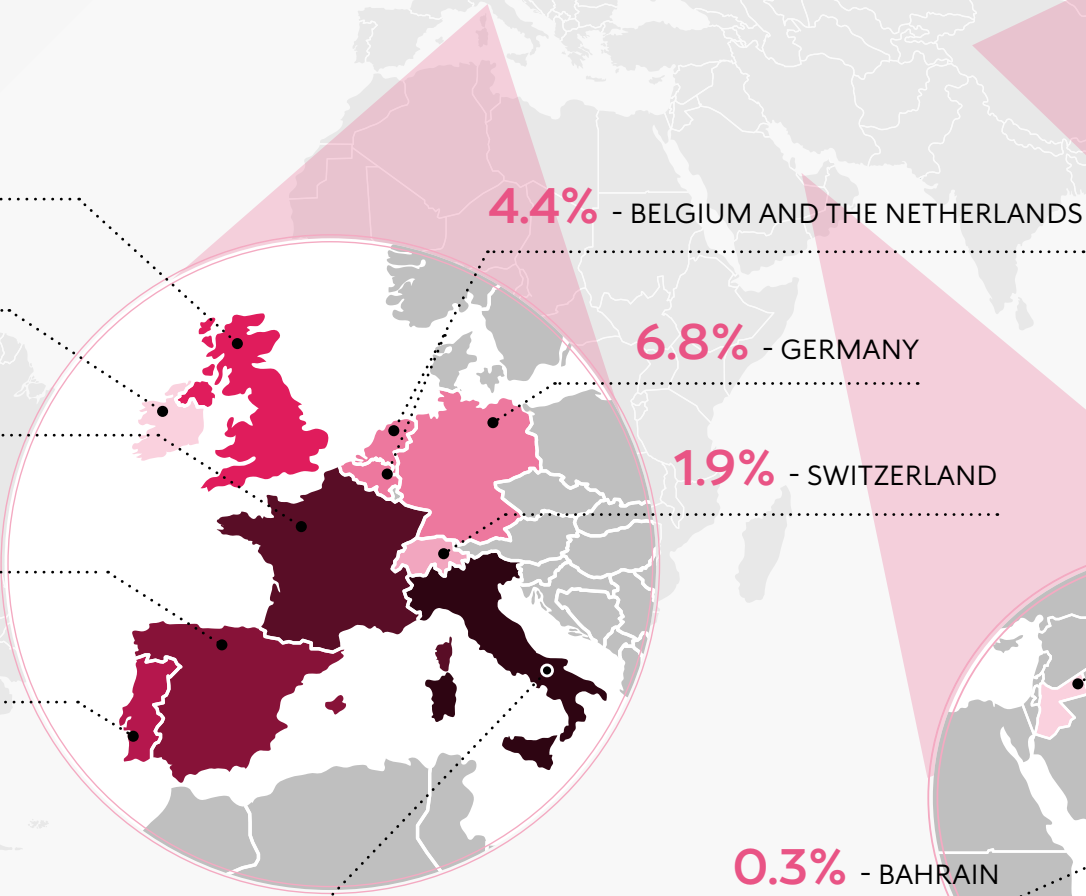 4.4% - BELGIUM AND THE NETHERLANDS
6.8% - GERMANY
1.9% - SWITZERLAND
0.3% - BAHRAIN